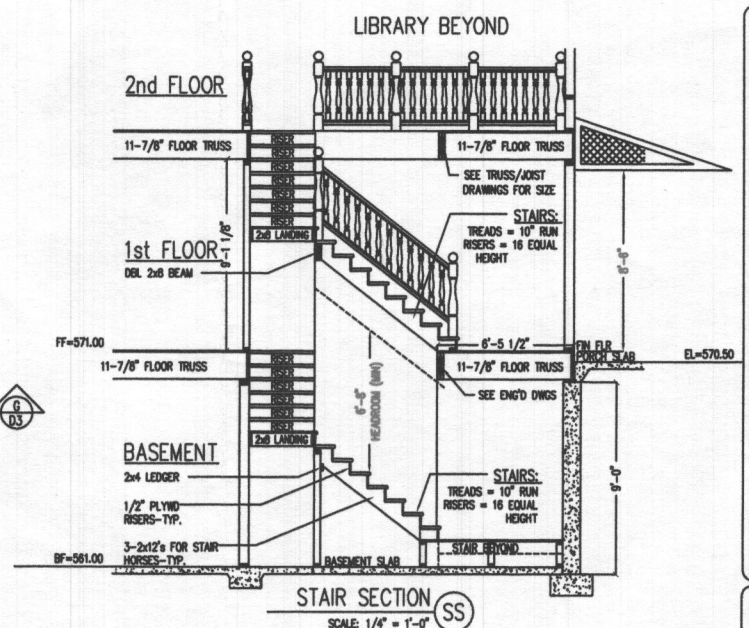 LIBRARY BEYOND
2nd FLOOR
11-7/8" FLOOR TRUSS
RISER
RISER
RISER
RISER
RISER
RISER
RISER
2x8 LANDING
11-7/8" FLOOR TRUSS
SEE TRUSS/JOIST
DRAWINGS FOR SIZE
STAIRS:
TREADS = 10" RUN
RISERS = 16 EQUAL
HEIGHT
9'-1 1/8"
1st FLOOR
DBL 2x8 BEAM
8'-6"
FF=571.00
6'-5 1/2"
FIN FLR
PORCH SLAB
EL=570.50
11-7/8" FLOOR TRUSS
RISER
RISER
RISER
RISER
RISER
RISER
RISER
2x8 LANDING
11-7/8" FLOOR TRUSS
SEE ENG'D DWGS
6'-8"
HEADROOM (MIN)
G
D3
BASEMENT
2x4 LEDGER
1/2" PLYWD
RISERS-TYP.
3-2x12's FOR STAIR
HORSES-TYP.
STAIRS:
TREADS = 10" RUN
RISERS = 16 EQUAL
HEIGHT
9'-0"
STAIR BEYOND
BF=561.00
BASEMENT SLAB
STAIR SECTION
SS
SCALE: 1/4" = 1'-0"